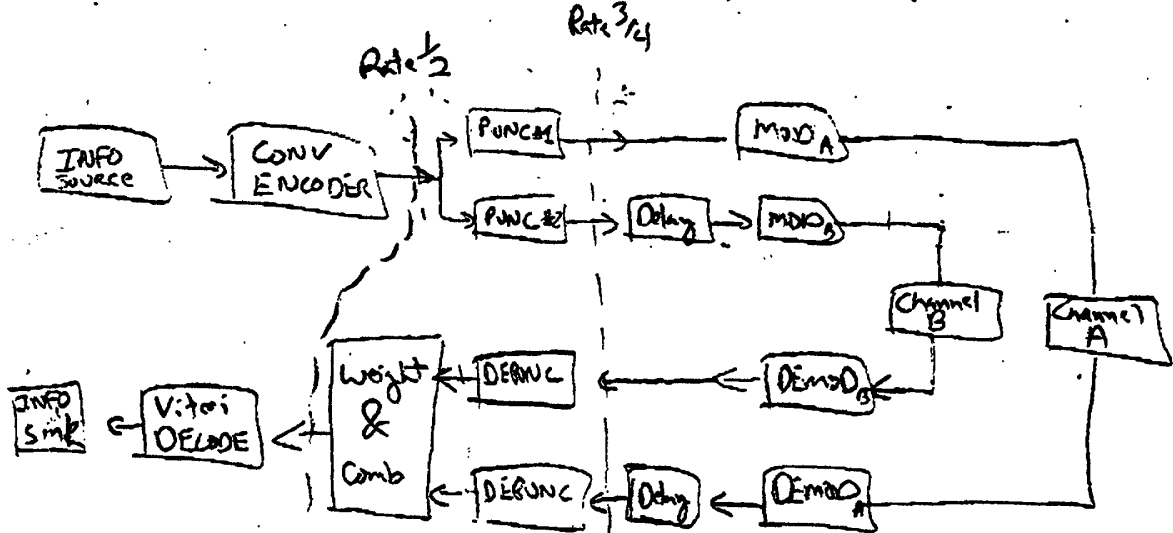 Rate 3/4
Rate 1/2
INFO
SOURCE
CONV
ENCODER
PUNC#1
MOD A
PUNC#2
Delay
MOD B
Channel
B
Channel
A
INFO
Sink
Viteri
DECODE
Weight
&
Comb
DEPUNC
DEMOD B
DEPUNC
Delay
DEMOD A